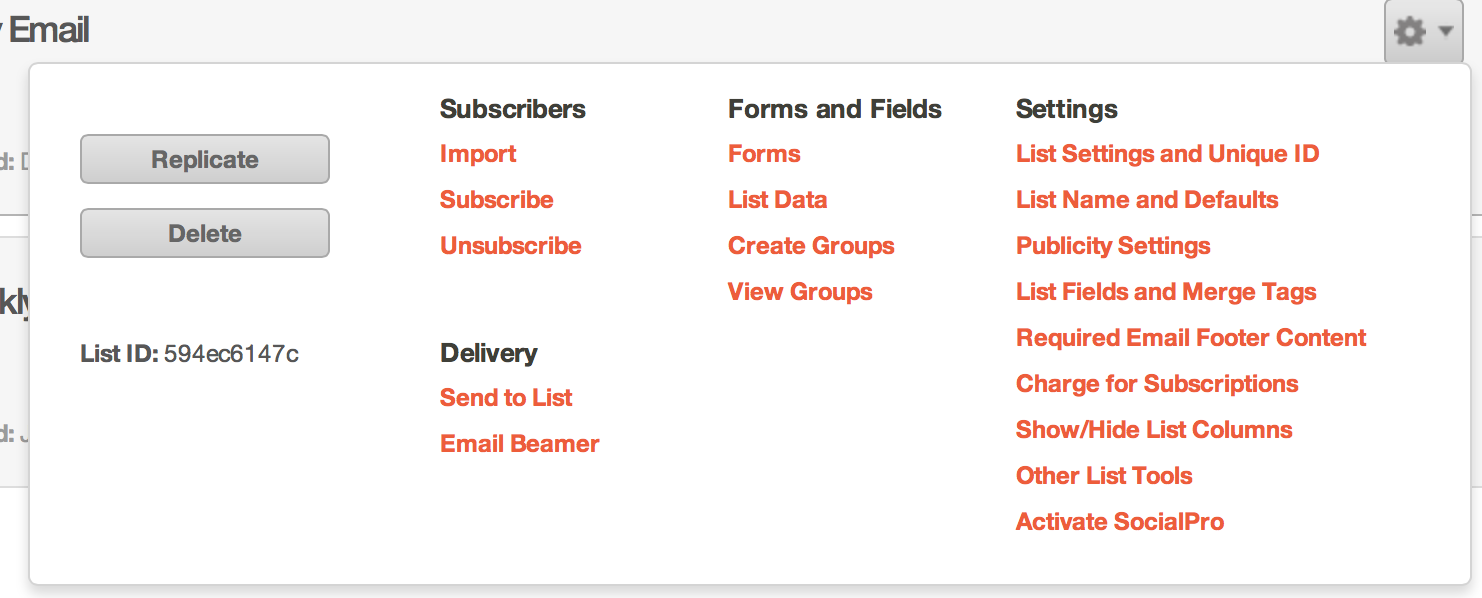 Email
Replicate
Delete
List ID: 594ec6147c
Subscribers
Import
Subscribe
Unsubscribe
Delivery
Send to List
Email Beamer
Forms and Fields
Forms
List Data
Create Groups
View Groups
Settings
List Settings and Unique ID
List Name and Defaults
Publicity Settings
List Fields and Merge Tags
Required Email Footer Content
Charge for Subscriptions
Show/Hide List Columns
Other List Tools
Activate SocialPro